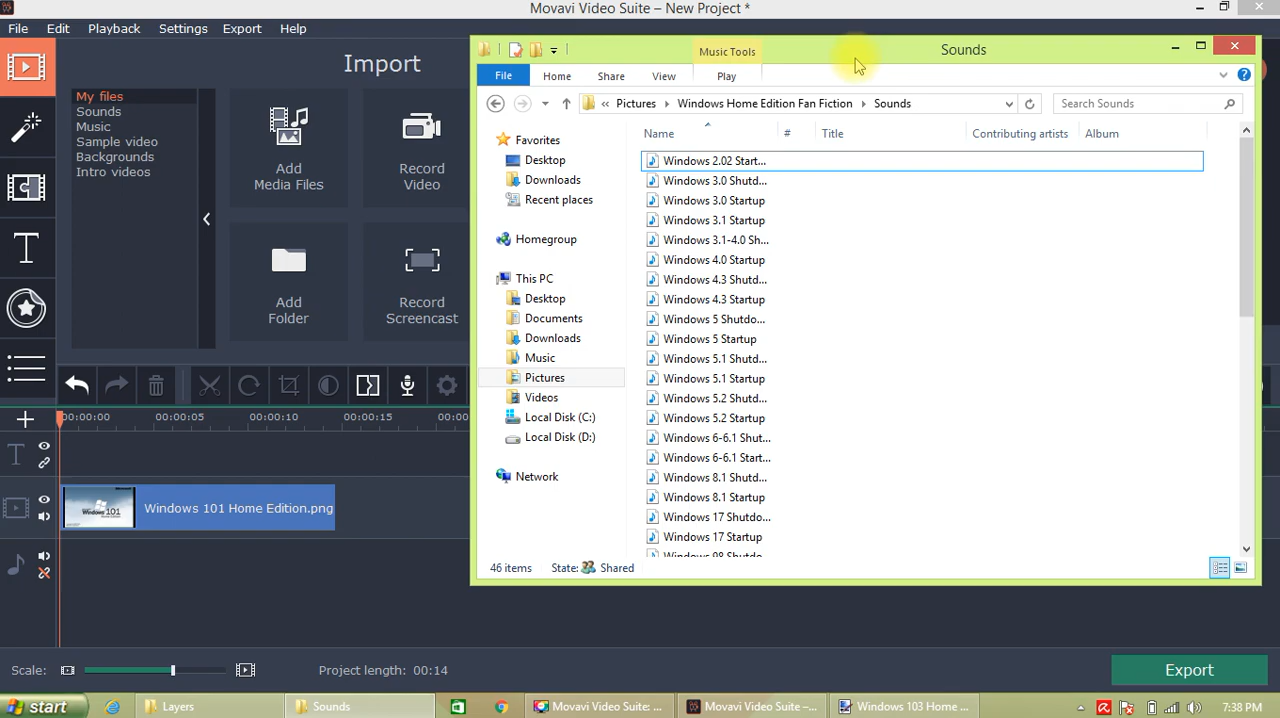 Movavi Video Suite – New Project *
File Edit Playback Settings Export Help
Import
My files
Sounds
Music
Sample video
Backgrounds
Intro videos
Add
Media Files
Record
Video
Add
Folder
Record
Screencast
Music Tools
Sounds
File Home Share View Play
« Pictures Windows Home Edition Fan Fiction Sounds
Search Sounds
Name # Title Contributing artists Album
Favorites
Desktop
Downloads
Recent places
Homegroup
This PC
Desktop
Documents
Downloads
Music
Pictures
Videos
Local Disk (C:)
Local Disk (D:)
Network
Windows 2.02 Start...
Windows 3.0 Shutd...
Windows 3.0 Startup
Windows 3.1 Startup
Windows 3.1-4.0 Sh...
Windows 4.0 Startup
Windows 4.3 Shutd...
Windows 4.3 Startup
Windows 5 Shutdo...
Windows 5 Startup
Windows 5.1 Shutd...
Windows 5.1 Startup
Windows 5.2 Shutd...
Windows 5.2 Startup
Windows 6-6.1 Shut...
Windows 6-6.1 Start...
Windows 8.1 Shutd...
Windows 8.1 Startup
Windows 17 Shutdo...
Windows 17 Startup
Windows 98 Shutdo...
46 items State: Shared
00:00:00 00:00:05 00:00:10 00:00:15 00:0
T
Windows 101
Windows 101 Home Edition.png
Scale:
Project length: 00:14
Export
start
Layers
Sounds
Movavi Video Suite: ...
Movavi Video Suite –...
Windows 103 Home ...
7:38 PM